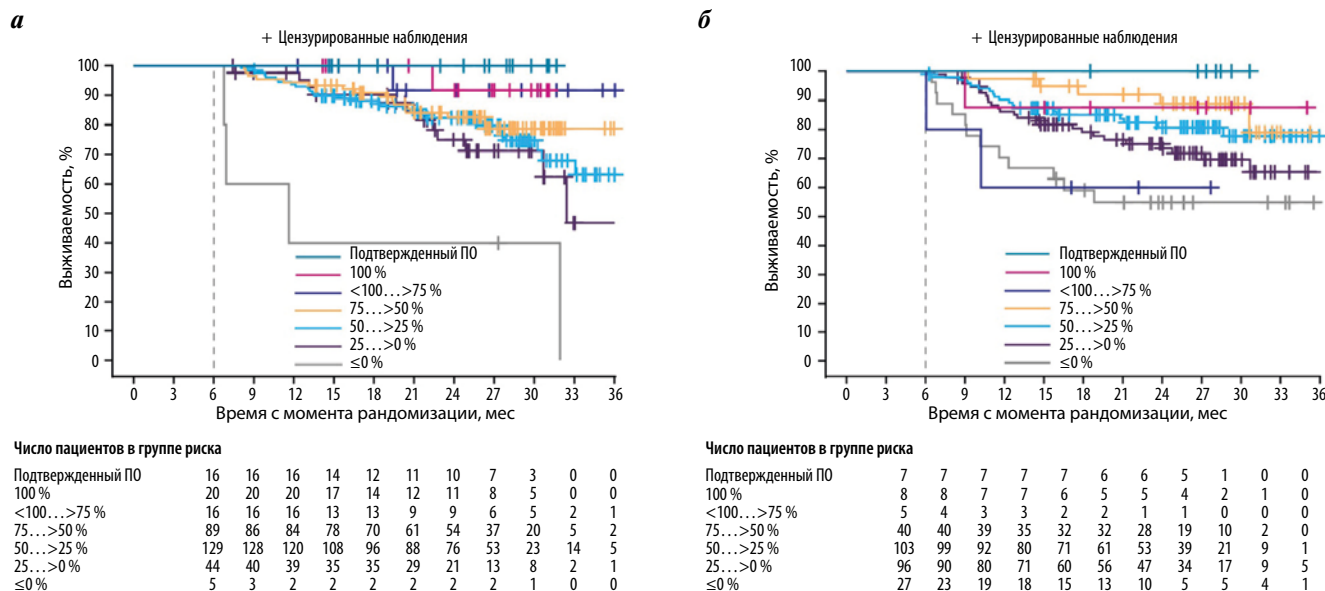 а
+ Цензурированные наблюдения
Выживаемость, %
100
90
80
70
60
50
40
30
20
10
0
Подтвержденный ПО
100 %
<100…>75 %
75…>50 %
50…>25 %
25…>0 %
≤0 %
0 3 6 9 12 15 18 21 24 27 30 33 36
Время с момента рандомизации, мес
Число пациентов в группе риска
Подтвержденный ПО 16 16 16 14 12 11 10 7 3 0 0
100 % 20 20 20 17 14 12 11 8 5 0 0
<100…>75 % 16 16 16 13 13 9 9 6 5 2 1
75…>50 % 89 86 84 78 70 61 54 37 20 5 2
50…>25 % 129 128 120 108 96 88 76 53 23 14 5
25…>0 % 44 40 39 35 35 29 21 13 8 2 1
≤0 % 5 3 2 2 2 2 2 2 1 0 0
б
+ Цензурированные наблюдения
Выживаемость, %
100
90
80
70
60
50
40
30
20
10
0
Подтвержденный ПО
100 %
<100…>75 %
75…>50 %
50…>25 %
25…>0 %
≤0 %
0 3 6 9 12 15 18 21 24 27 30 33 36
Время с момента рандомизации, мес
Число пациентов в группе риска
Подтвержденный ПО 7 7 7 7 7 6 6 5 1 0 0
100 % 8 8 7 7 6 5 5 4 2 1 0
<100…>75 % 5 4 3 3 2 2 1 1 0 0 0
75…>50 % 40 40 39 35 32 32 28 19 10 2 0
50…>25 % 103 99 92 80 71 61 53 39 21 9 1
25…>0 % 96 90 80 71 60 56 47 34 17 9 5
≤0 % 27 23 19 18 15 13 10 5 5 4 1